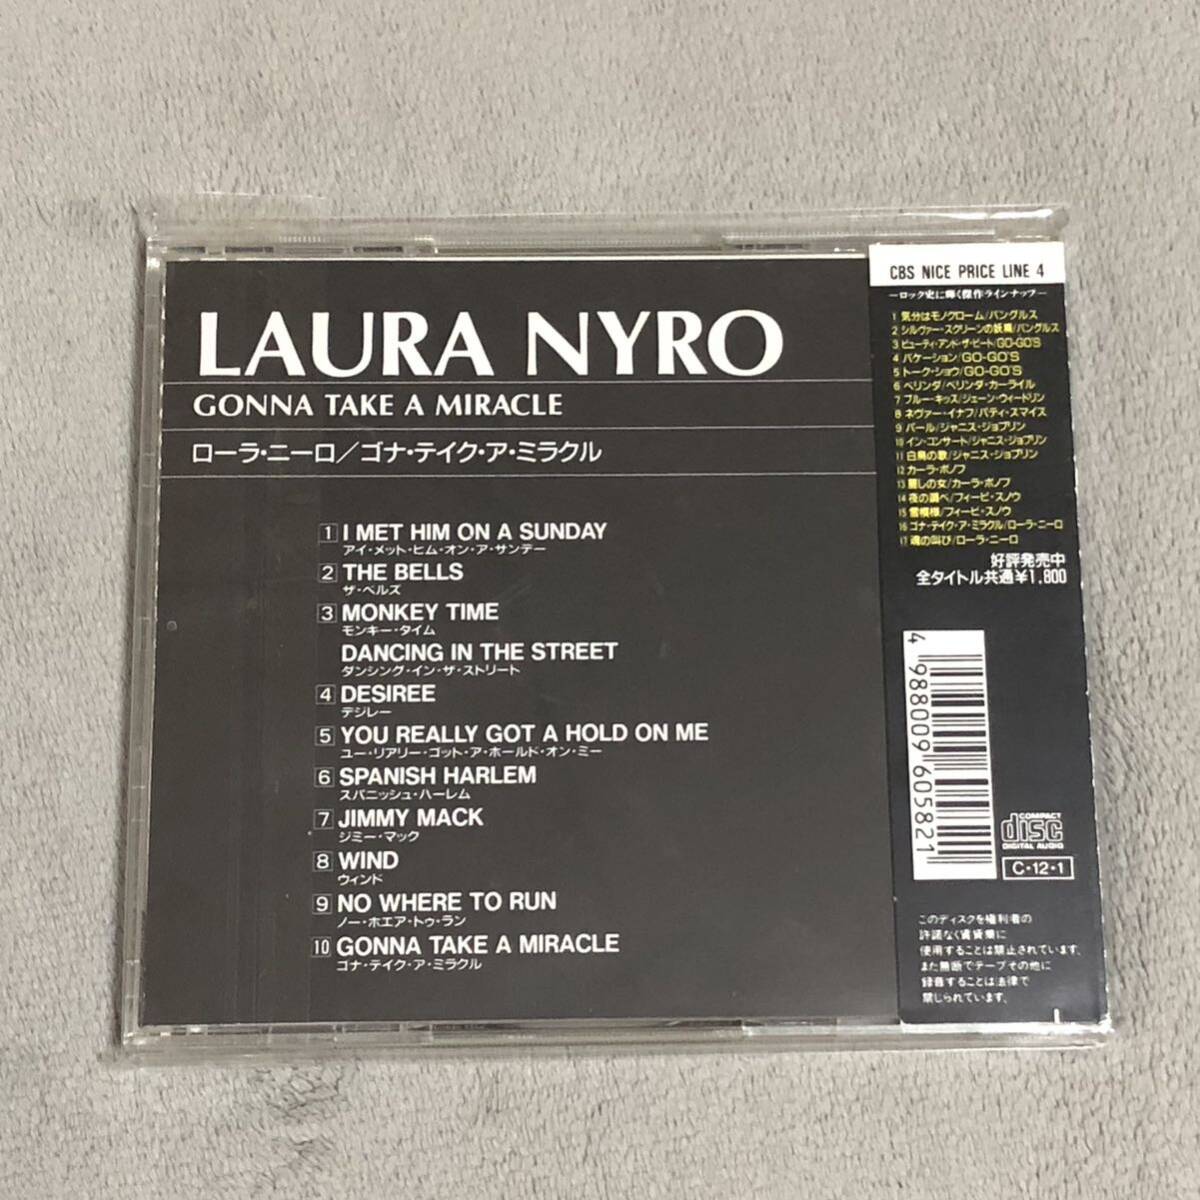 LAURA NYRO
GONNA TAKE A MIRACLE
ローラ・ニーロ/ゴナ・テイク・ア・ミラクル
1 I MET HIM ON A SUNDAY
アイ・メット・ヒム・オン・ア・サンデー
2 THE BELLS
ザ・ベルズ
3 MONKEY TIME
モンキー・タイム
DANCING IN THE STREET
ダンシング・イン・ザ・ストリート
4 DESIREE
デジレー
5 YOU REALLY GOT A HOLD ON ME
ユー・リアリー・ゴット・ア・ホールド・オン・ミー
6 SPANISH HARLEM
スパニッシュ・ハーレム
7 JIMMY MACK
ジミー・マック
8 WIND
ウィンド
9 NO WHERE TO RUN
ノー・ホエア・トゥ・ラン
10 GONNA TAKE A MIRACLE
ゴナ・テイク・ア・ミラクル
CBS NICE PRICE LINE 4
—ロック史に輝く傑作ラインナップ—
1 気分はモノクローム/バングルス
2 シルヴァー・スクリーンの妖精/バングルス
3 ビューティ・アンド・ザ・ビート/GO-GO'S
4 バケーション/GO-GO'S
5 トーク・ショウ/GO-GO'S
6 ベリンダ/ベリンダ・カーライル
7 ブルー・キッス/ジェーン・ウィードリン
8 ネヴァー・イナフ/パティ・スマイス
9 パール/ジャニス・ジョプリン
10 イン・コンサート/ジャニス・ジョプリン
11 白鳥の歌/ジャニス・ジョプリン
12 カーラ・ボノフ
13 麗しの女/カーラ・ボノフ
14 夜の調べ/フィービ・スノウ
15 雪模様/フィービ・スノウ
16 ゴナ・テイク・ア・ミラクル/ローラ・ニーロ
17 魂の叫び/ローラ・ニーロ
好評発売中
全タイトル共通¥1,800
4 988009 605821
COMPACT
disc
DIGITAL AUDIO
C・12・1
このディスクを権利者の
許諾なく賃貸業に
使用することは禁止されています。
また無断でテープその他に
録音することは法律で
禁じられています。